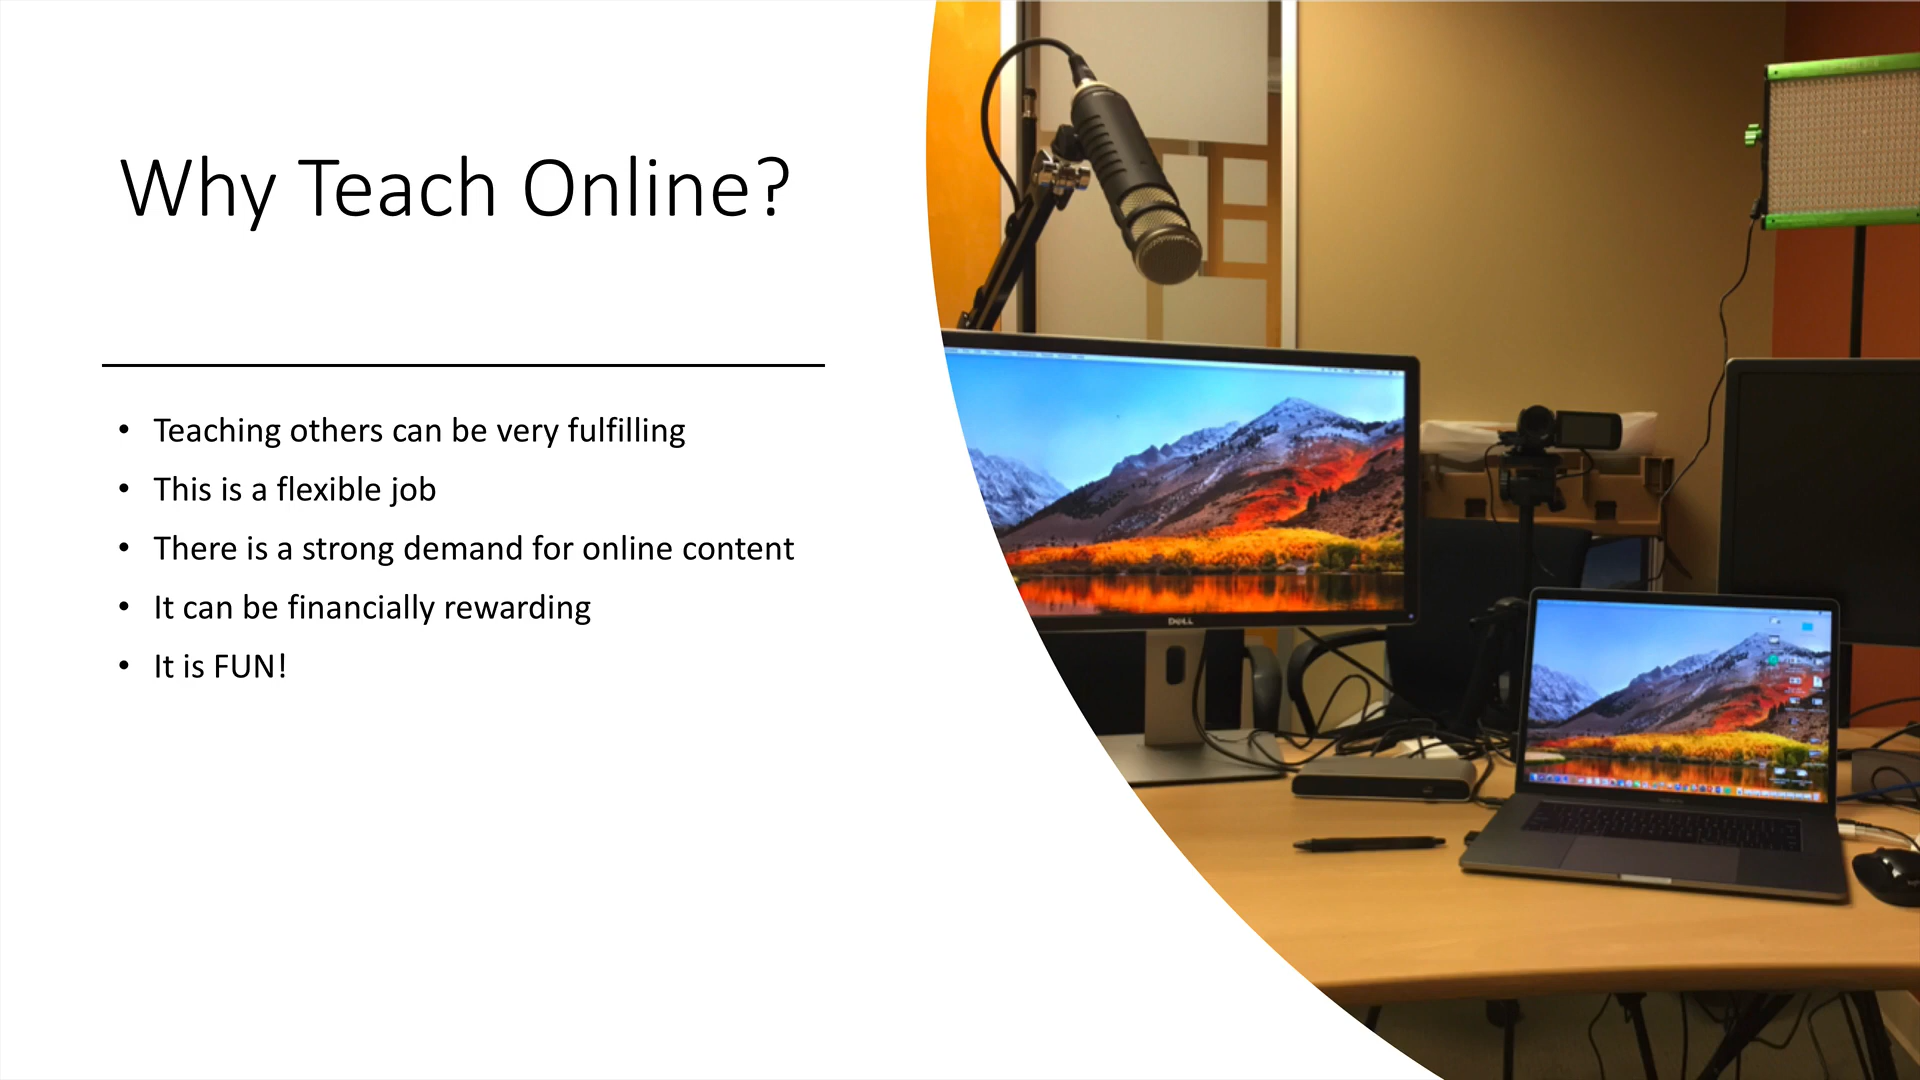 Why Teach Online?
• Teaching others can be very fulfilling
• This is a flexible job
• There is a strong demand for online content
• It can be financially rewarding
• It is FUN!
DELL